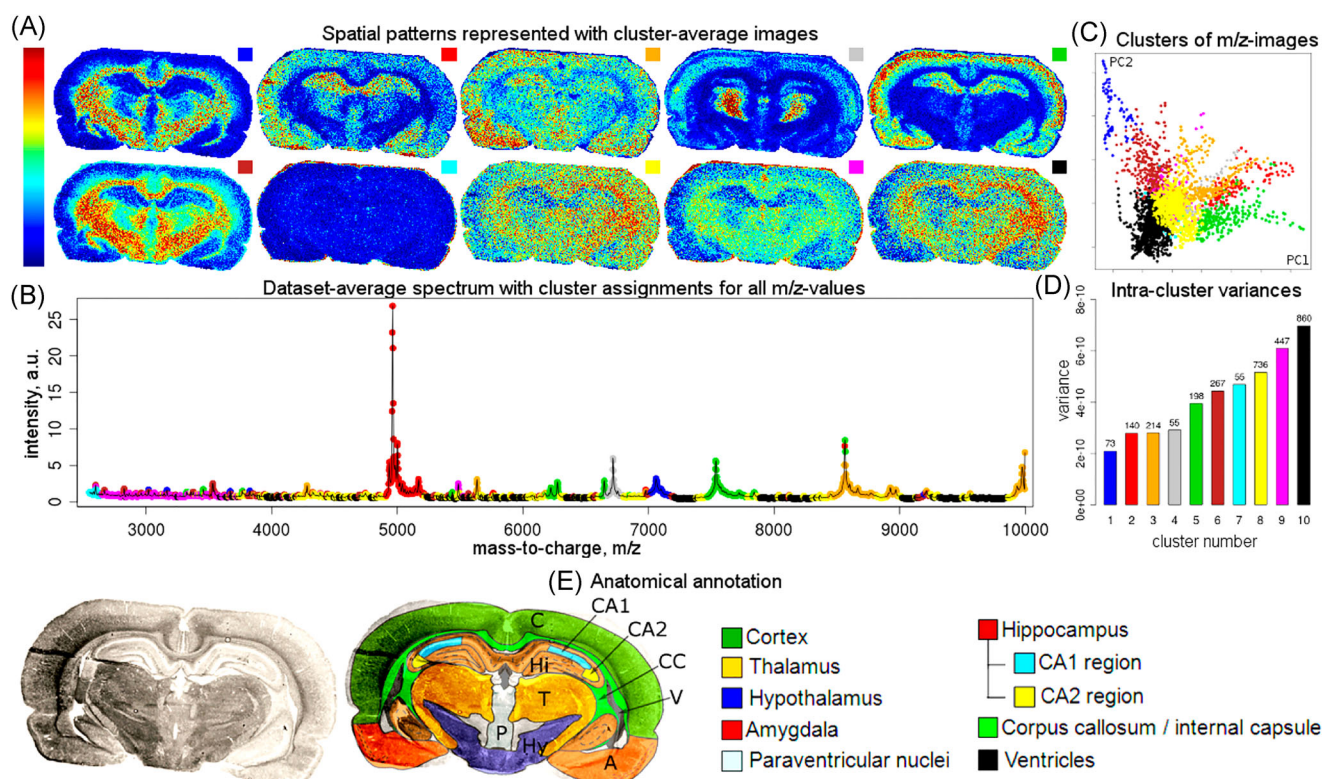 (A)
Spatial patterns represented with cluster-average images
(C)
Clusters of m/z-images
PC2
PC1
(B)
Dataset-average spectrum with cluster assignments for all m/z-values
intensity, a.u.
25
20
15
10
5
0
3000 4000 5000 6000 7000 8000 9000 10000
mass-to-charge, m/z
(D)
Intra-cluster variances
variance
8e-10
6e-10
4e-10
2e-10
0e+00
73 140 214 55 198 267 55 736 447 860
1 2 3 4 5 6 7 8 9 10
cluster number
(E) Anatomical annotation
C
CA1
CA2
Hi
CC
T
V
P
Hy
A
Cortex
Thalamus
Hypothalamus
Amygdala
Paraventricular nuclei
Hippocampus
CA1 region
CA2 region
Corpus callosum / internal capsule
Ventricles